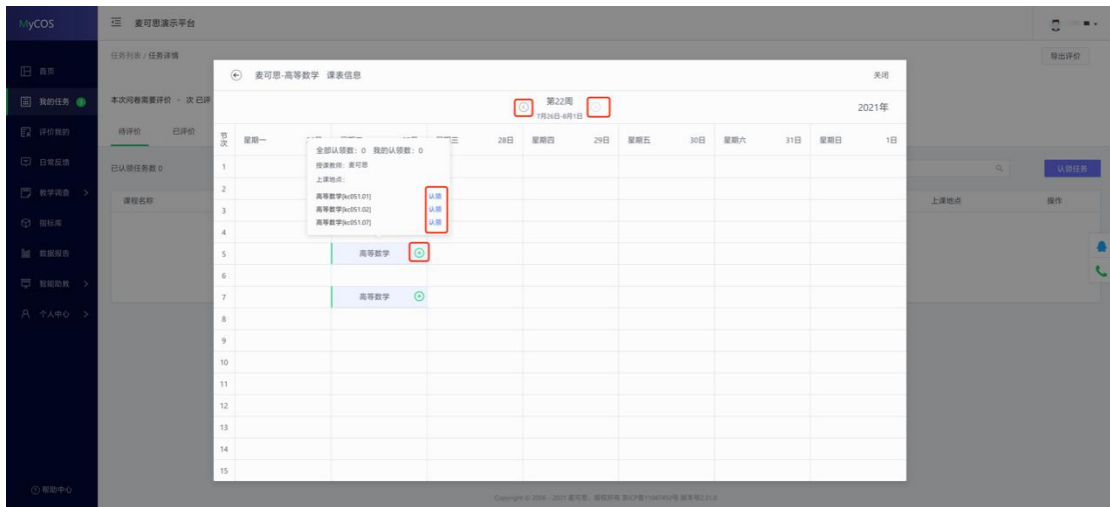 MyCOS
麦可思演示平台
任务列表 / 任务详情
导出评价
首页
我的任务
评价我的
日常反馈
教学调查
指标库
数据报告
智能助教
个人中心
帮助中心
本次问卷需要评价 - 次 已评
待评价 已评价
已认领任务数 0
认领任务
课程名称 上课地点 操作
麦可思-高等数学 课表信息 关闭
第22周
7月26日-8月1日
2021年
节次 星期一 28日 星期四 29日 星期五 30日 星期六 31日 星期日 1日
全部认领数：0 我的认领数：0
授课教师：麦可思
上课地点：
高等数学[kc051.01] 认领
高等数学[kc051.02] 认领
高等数学[kc051.07] 认领
1
2
3
4
5 高等数学
6
7 高等数学
8
9
10
11
12
13
14
15